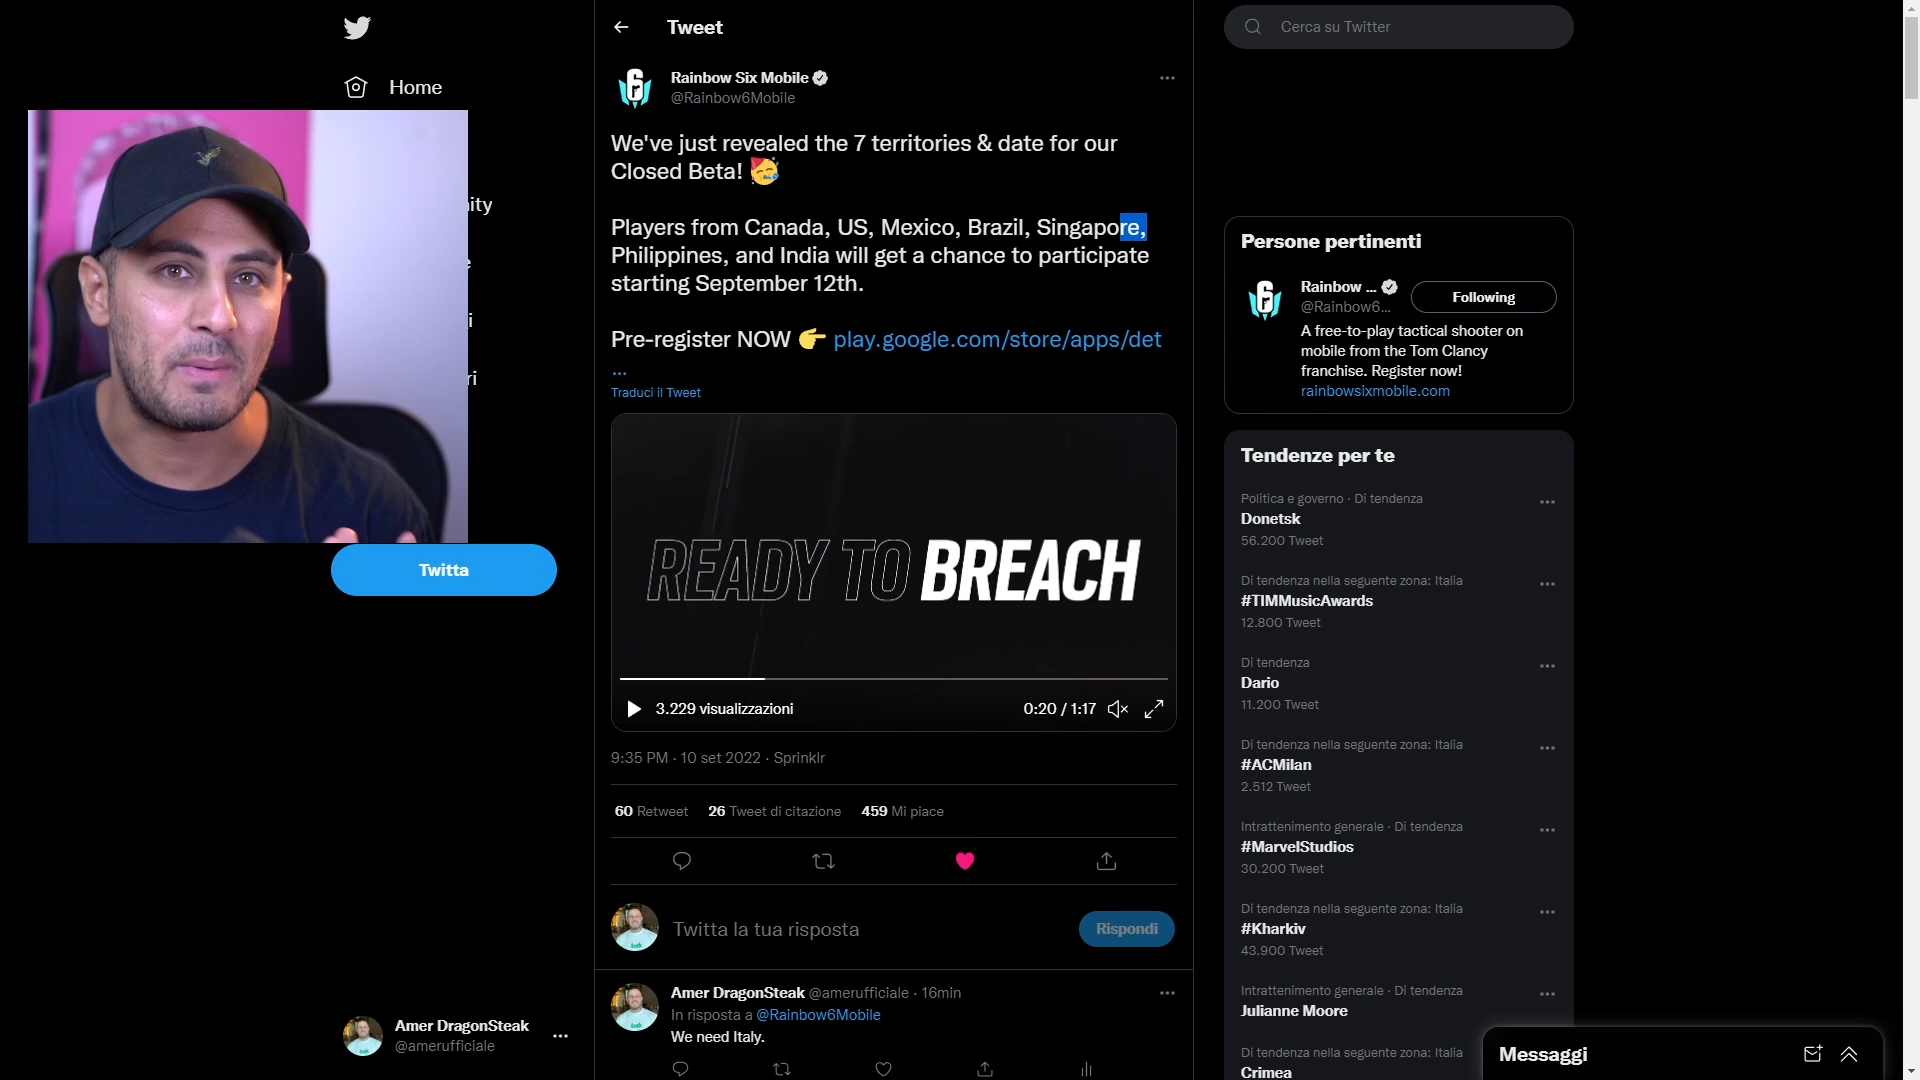 Home
ity
e
i
ri
Twitta
Amer DragonSteak
@amerufficiale
Tweet
Rainbow Six Mobile
@Rainbow6Mobile
We've just revealed the 7 territories & date for our
Closed Beta! 🥳
Players from Canada, US, Mexico, Brazil, Singapore,
Philippines, and India will get a chance to participate
starting September 12th.
Pre-register NOW 👉 play.google.com/store/apps/det
…
Traduci il Tweet
READY TO BREACH
3.229 visualizzazioni
0:20 / 1:17
9:35 PM · 10 set 2022 · Sprinklr
60 Retweet 26 Tweet di citazione 459 Mi piace
Twitta la tua risposta
Rispondi
Amer DragonSteak @amerufficiale · 16min
In risposta a @Rainbow6Mobile
We need Italy.
Cerca su Twitter
Persone pertinenti
Rainbow ...
@Rainbow6...
Following
A free-to-play tactical shooter on
mobile from the Tom Clancy
franchise. Register now!
rainbowsixmobile.com
Tendenze per te
Politica e governo · Di tendenza
Donetsk
56.200 Tweet
Di tendenza nella seguente zona: Italia
#TIMMusicAwards
12.800 Tweet
Di tendenza
Dario
11.200 Tweet
Di tendenza nella seguente zona: Italia
#ACMilan
2.512 Tweet
Intrattenimento generale · Di tendenza
#MarvelStudios
30.200 Tweet
Di tendenza nella seguente zona: Italia
#Kharkiv
43.900 Tweet
Intrattenimento generale · Di tendenza
Julianne Moore
Di tendenza nella seguente zona: Italia
Crimea
Messaggi